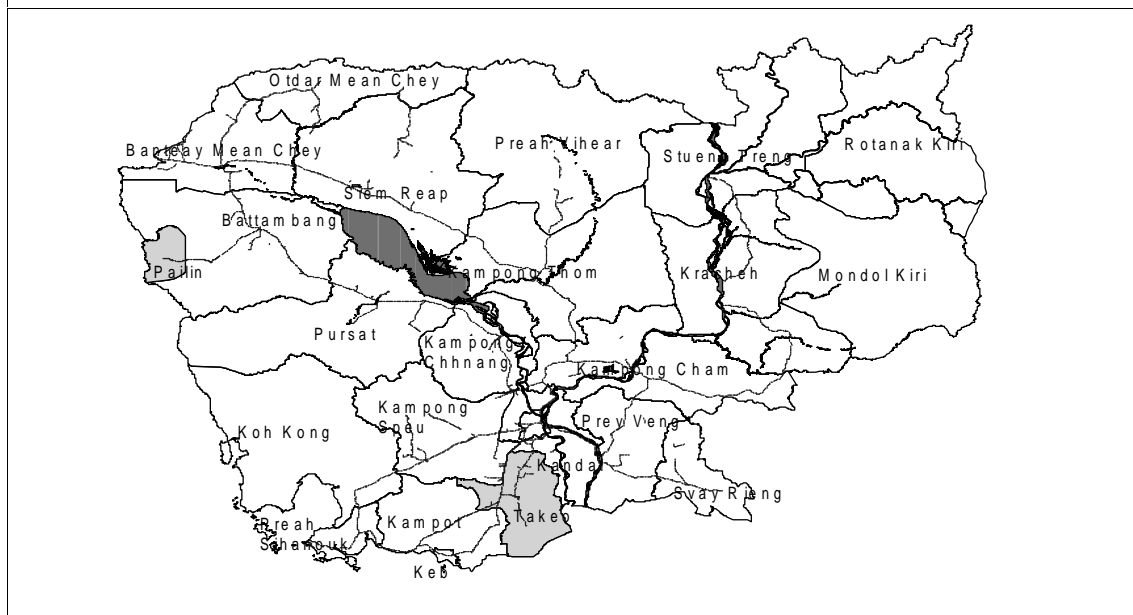 Otdar Mean Chey
Banteay Mean Chey
Preah Vihear
Stueng Treng
Rotanak Kiri
Siem Reap
Battambang
Pailin
Kampong Thom
Kracheh
Mondol Kiri
Pursat
Kampong
Chhnang
Kampong Cham
Kampong
Speu
Prey Veng
Koh Kong
Kandal
Svay Rieng
Preah
Sihanouk
Kampot
Takeo
Keb